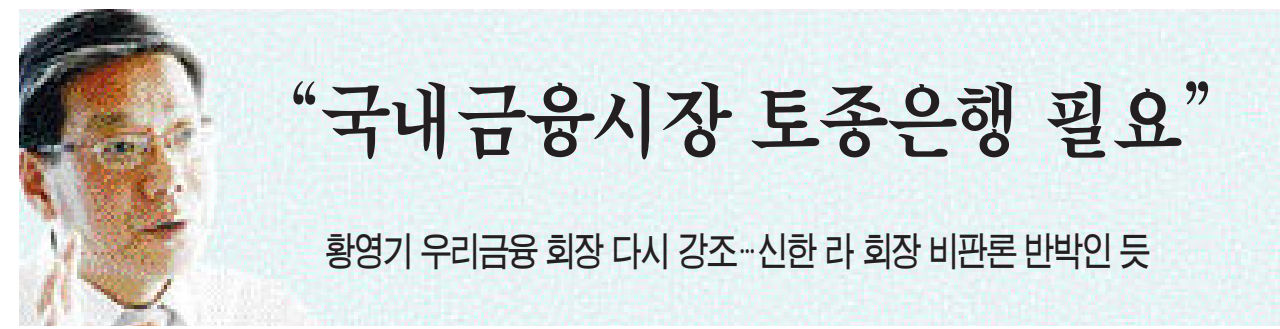 “국내금융시장 토종은행 필요”
황영기 우리금융 회장 다시 강조…신한 라 회장 비판론 반박인 듯